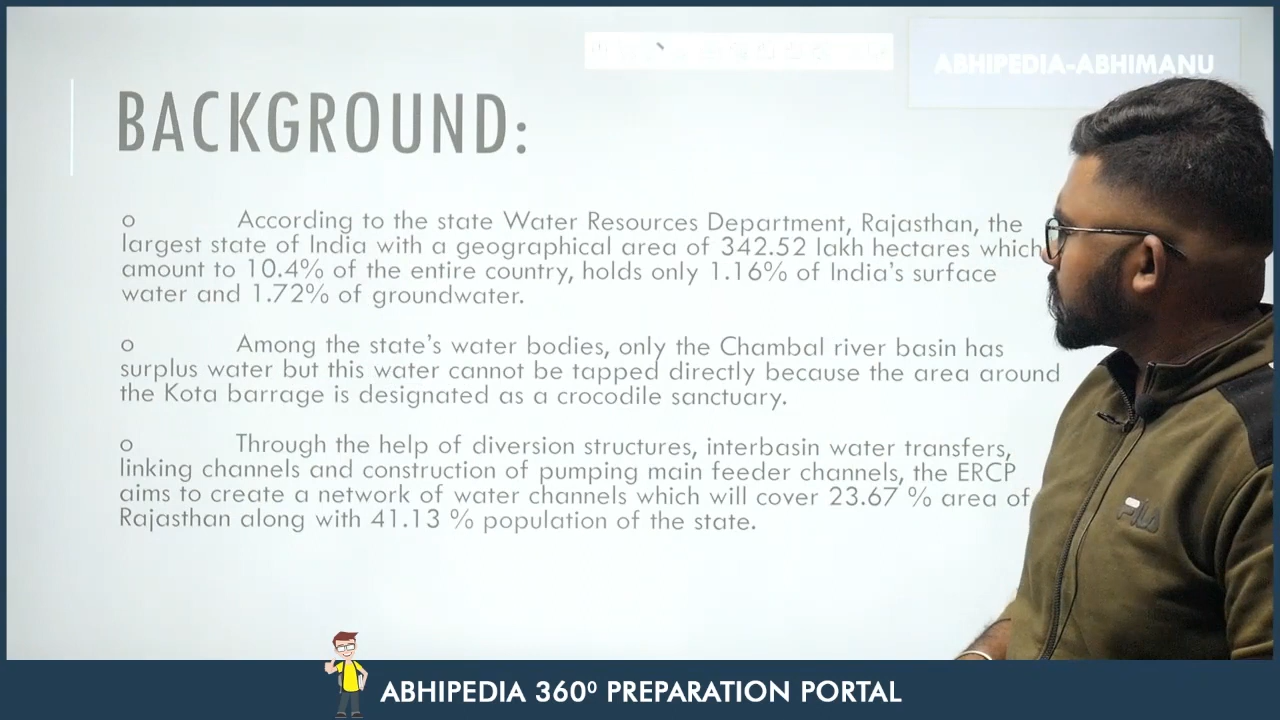 ABHIPEDIA-ABHIMANU
BACKGROUND:
o According to the state Water Resources Department, Rajasthan, the
largest state of India with a geographical area of 342.52 lakh hectares which
amount to 10.4% of the entire country, holds only 1.16% of India's surface
water and 1.72% of groundwater.
o Among the state's water bodies, only the Chambal river basin has
surplus water but this water cannot be tapped directly because the area around
the Kota barrage is designated as a crocodile sanctuary.
o Through the help of diversion structures, interbasin water transfers,
linking channels and construction of pumping main feeder channels, the ERCP
aims to create a network of water channels which will cover 23.67 % area of
Rajasthan along with 41.13 % population of the state.
FILA
ABHIPEDIA 360⁰ PREPARATION PORTAL